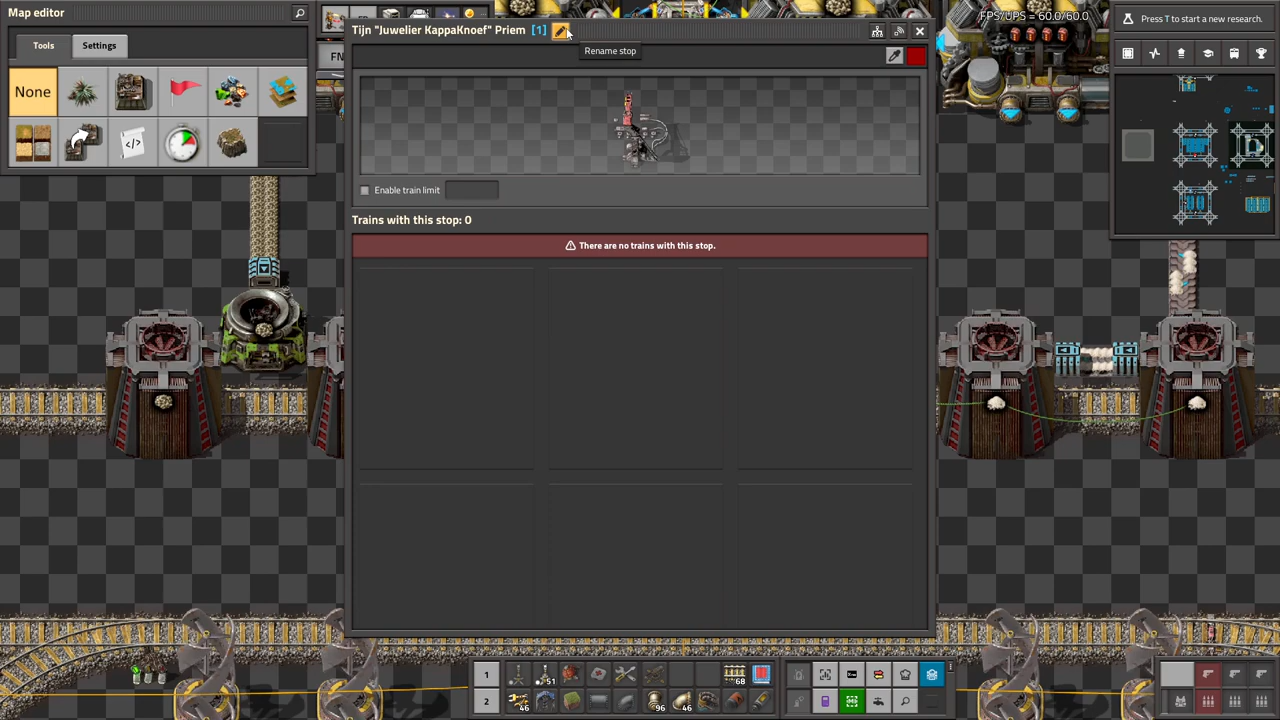 Map editor
Tools
Settings
None
FN
Tijn "Juwelier KappaKnoef" Priem [1]
Rename stop
Enable train limit
Trains with this stop: 0
There are no trains with this stop.
FPS/UPS = 60.0/60.0
Press T to start a new research.
1
51
68
2
46
96
46